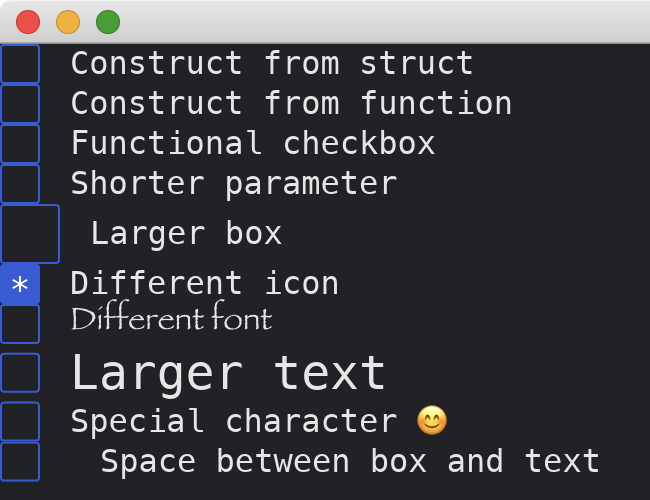 Construct from struct
Construct from function
Functional checkbox
Shorter parameter
Larger box
* Different icon
Different font
Larger text
Special character 😊
Space between box and text